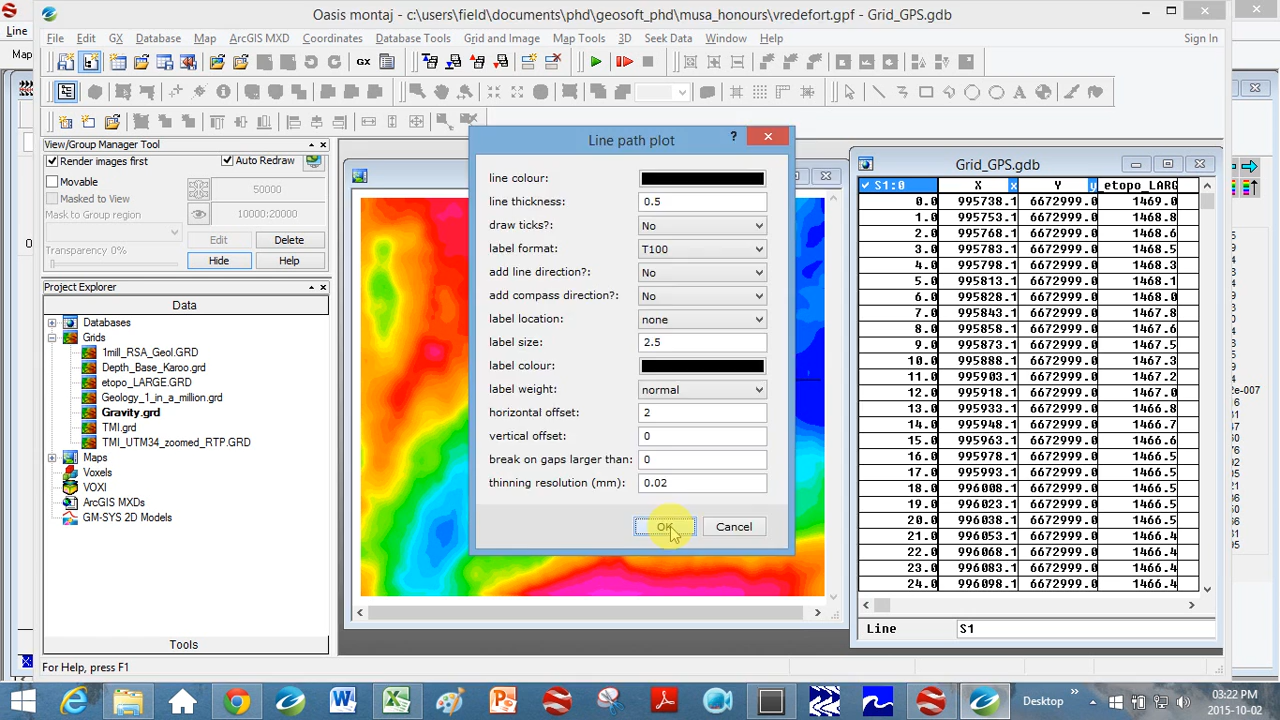 Oasis montaj - c:\users\field\documents\phd\geosoft_phd\musa_honours\vredefort.gpf - Grid_GPS.gdb
Line
File Edit GX Database Map ArcGIS MXD Coordinates Database Tools Grid and Image Map Tools 3D Seek Data Window Help Sign In
Map
GX
View/Group Manager Tool
Render images first Auto Redraw
Movable 50000
Masked to View
Mask to Group region 10000:20000
Transparency 0% Edit Delete
Hide Help
Project Explorer
Data
Databases
Grids
1mill_RSA_Geol.GRD
Depth_Base_Karoo.grd
etopo_LARGE.GRD
Geology_1_in_a_million.grd
Gravity.grd
TMI.grd
TMI_UTM34_zoomed_RTP.GRD
Maps
Voxels
VOXI
ArcGIS MXDs
GM-SYS 2D Models
Tools
For Help, press F1
Line path plot ?
line colour:
line thickness: 0.5
draw ticks?: No
label format: T100
add line direction?: No
add compass direction?: No
label location: none
label size: 2.5
label colour:
label weight: normal
horizontal offset: 2
vertical offset: 0
break on gaps larger than: 0
thinning resolution (mm): 0.02
OK Cancel
Grid_GPS.gdb
S1:0 X x Y y _etopo_LARG
0.0 995738.1 6672999.0 1469.0
1.0 995753.1 6672999.0 1468.8
2.0 995768.1 6672999.0 1468.6
3.0 995783.1 6672999.0 1468.5
4.0 995798.1 6672999.0 1468.3
5.0 995813.1 6672999.0 1468.1
6.0 995828.1 6672999.0 1468.0
7.0 995843.1 6672999.0 1467.8
8.0 995858.1 6672999.0 1467.6
9.0 995873.1 6672999.0 1467.5
10.0 995888.1 6672999.0 1467.3
11.0 995903.1 6672999.0 1467.2
12.0 995918.1 6672999.0 1467.0
13.0 995933.1 6672999.0 1466.8
14.0 995948.1 6672999.0 1466.7
15.0 995963.1 6672999.0 1466.6
16.0 995978.1 6672999.0 1466.5
17.0 995993.1 6672999.0 1466.5
18.0 996008.1 6672999.0 1466.5
19.0 996023.1 6672999.0 1466.5
20.0 996038.1 6672999.0 1466.5
21.0 996053.1 6672999.0 1466.4
22.0 996068.1 6672999.0 1466.4
23.0 996083.1 6672999.0 1466.4
24.0 996098.1 6672999.0 1466.4
Line S1
Desktop
03:22 PM
2015-10-02